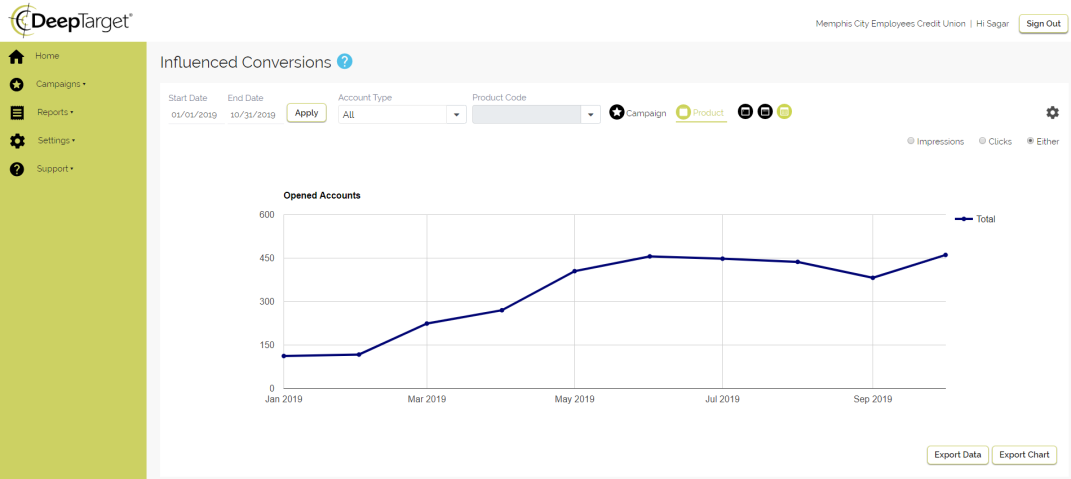 DeepTarget®
Memphis City Employees Credit Union | Hi Sagar
Sign Out
Home
Campaigns
Reports
Settings
Support
Influenced Conversions ?
Start Date
End Date
Account Type
Product Code
01/01/2019
10/31/2019
Apply
All
Campaign
Product
Impressions
Clicks
Either
Opened Accounts
600
450
300
150
0
Total
Jan 2019
Mar 2019
May 2019
Jul 2019
Sep 2019
Export Data
Export Chart